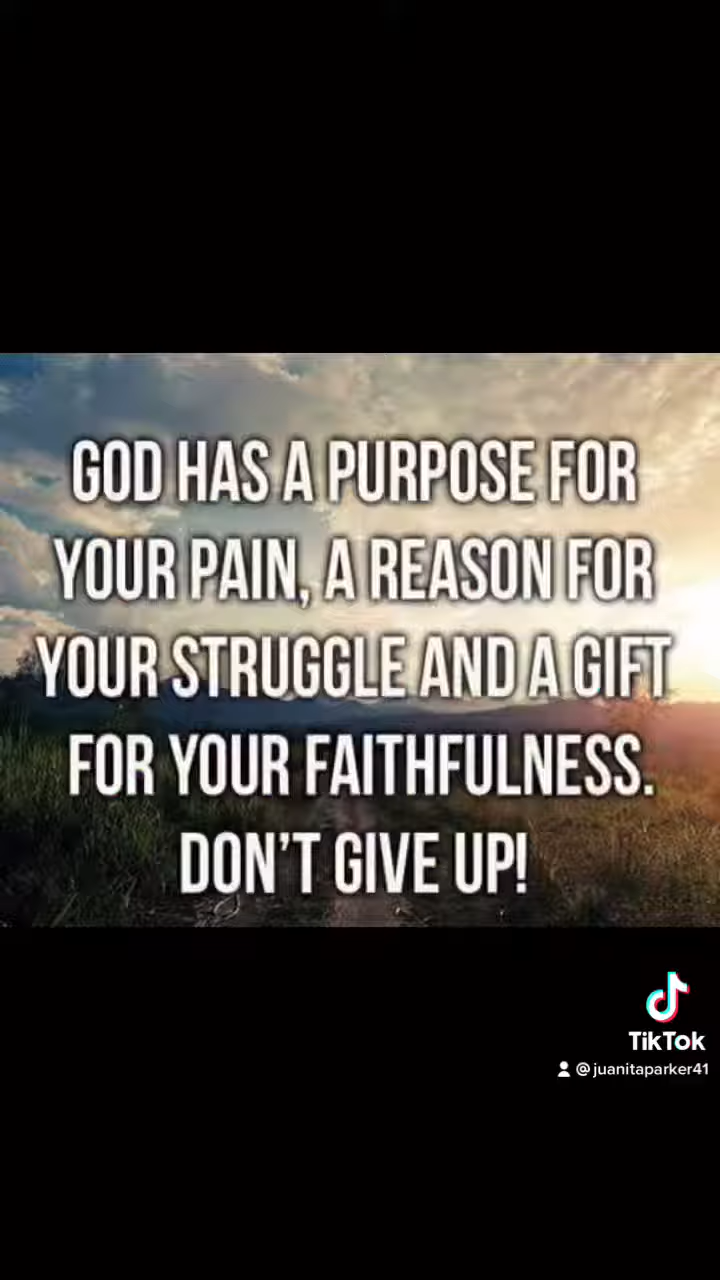 GOD HAS A PURPOSE FOR
YOUR PAIN, A REASON FOR
YOUR STRUGGLE AND A GIFT
FOR YOUR FAITHFULNESS.
DON'T GIVE UP!
TikTok
@juanitaparker41